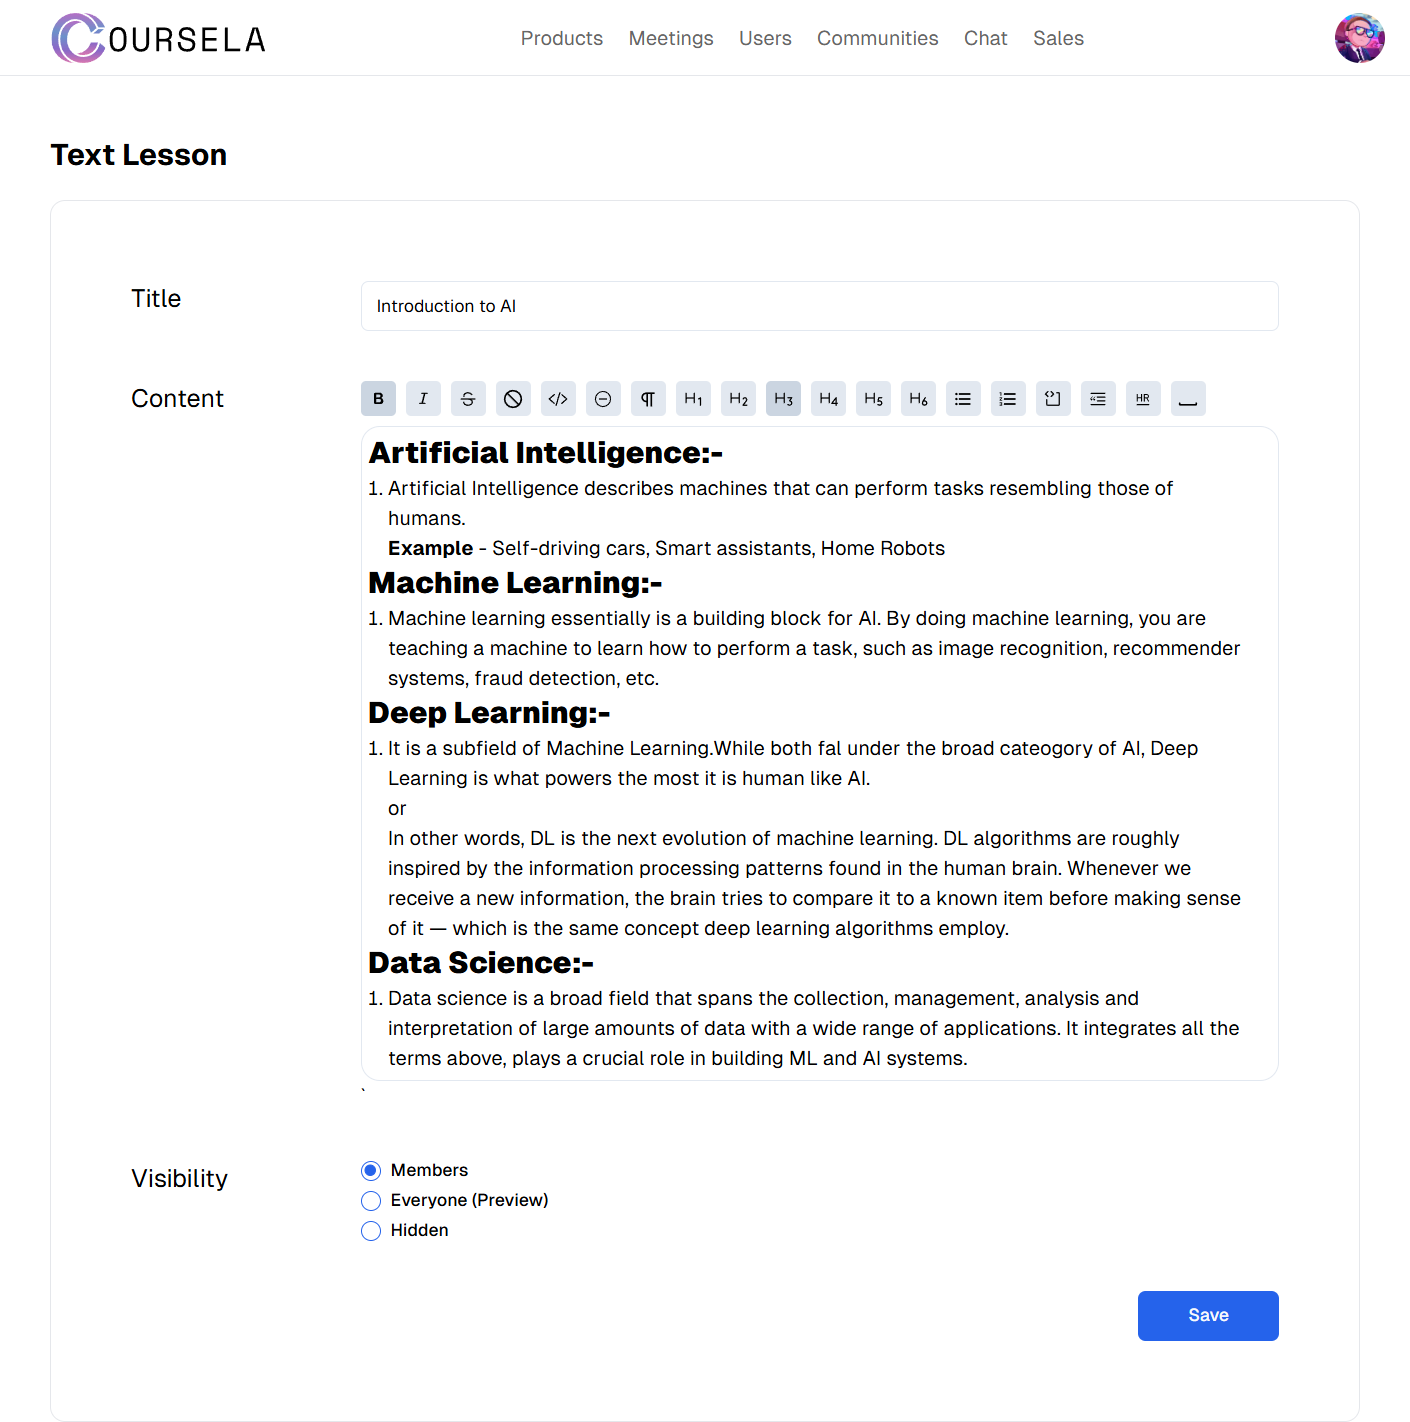 COURSELA
Products Meetings Users Communities Chat Sales
Text Lesson
Title
Introduction to AI
Content
B I S </> ¶ H1 H2 H3 H4 H5 H6 HR
Artificial Intelligence:-
1. Artificial Intelligence describes machines that can perform tasks resembling those of
humans.
Example - Self-driving cars, Smart assistants, Home Robots
Machine Learning:-
1. Machine learning essentially is a building block for AI. By doing machine learning, you are
teaching a machine to learn how to perform a task, such as image recognition, recommender
systems, fraud detection, etc.
Deep Learning:-
1. It is a subfield of Machine Learning.While both fal under the broad cateogory of AI, Deep
Learning is what powers the most it is human like AI.
or
In other words, DL is the next evolution of machine learning. DL algorithms are roughly
inspired by the information processing patterns found in the human brain. Whenever we
receive a new information, the brain tries to compare it to a known item before making sense
of it — which is the same concept deep learning algorithms employ.
Data Science:-
1. Data science is a broad field that spans the collection, management, analysis and
interpretation of large amounts of data with a wide range of applications. It integrates all the
terms above, plays a crucial role in building ML and AI systems.
`
Visibility
Members
Everyone (Preview)
Hidden
Save